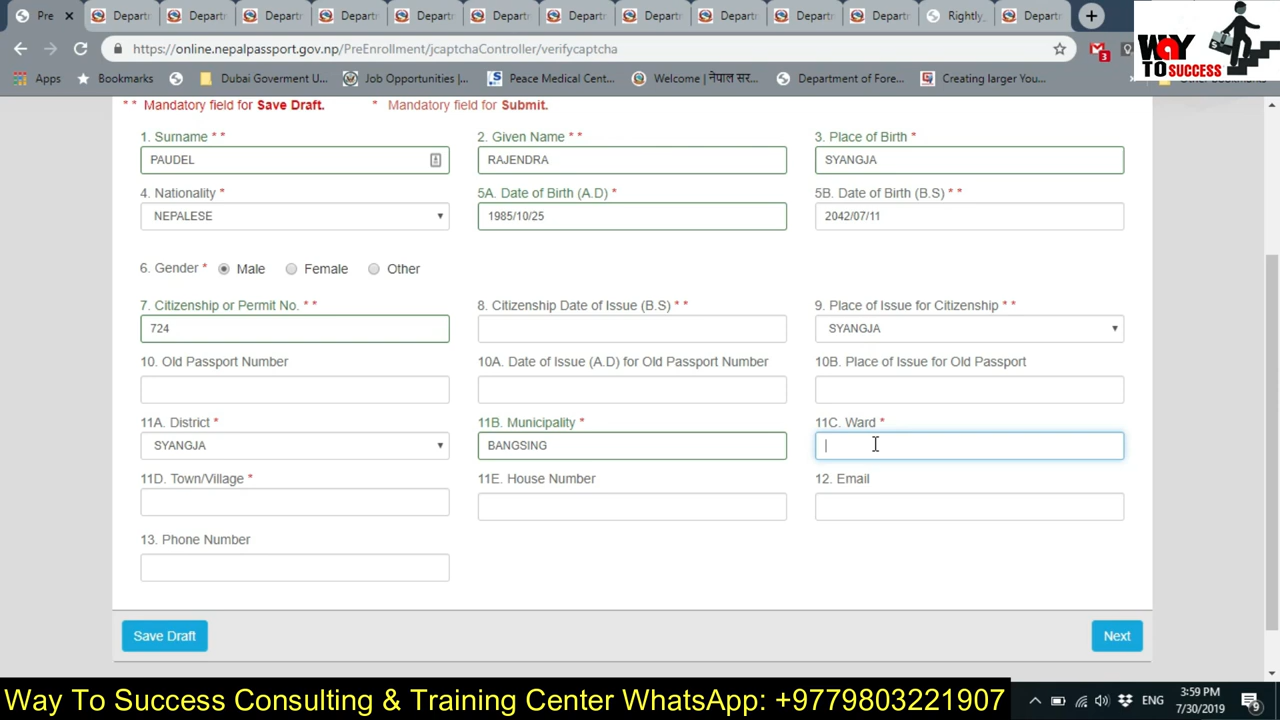 Pre
Departr
Departr
Departr
Departr
Departr
Departr
Departr
Departr
Departr
Departr
Departr
Rightly
Departr
WAY TO SUCCESS
https://online.nepalpassport.gov.np/PreEnrollment/jcaptchaController/verifycaptcha
3
Apps
Bookmarks
Dubai Goverment U...
Job Opportunities |...
Peace Medical Cent...
Welcome | नेपाल सर...
Department of Fore...
Creating larger You...
* * Mandatory field for Save Draft. * Mandatory field for Submit.
1. Surname * * 2. Given Name * * 3. Place of Birth *
PAUDEL RAJENDRA SYANGJA
4. Nationality * 5A. Date of Birth (A.D) * 5B. Date of Birth (B.S) * *
NEPALESE 1985/10/25 2042/07/11
6. Gender * Male Female Other
7. Citizenship or Permit No. * * 8. Citizenship Date of Issue (B.S) * * 9. Place of Issue for Citizenship * *
724 SYANGJA
10. Old Passport Number 10A. Date of Issue (A.D) for Old Passport Number 10B. Place of Issue for Old Passport
11A. District * 11B. Municipality * 11C. Ward *
SYANGJA BANGSING
11D. Town/Village * 11E. House Number 12. Email
13. Phone Number
Save Draft Next
Way To Success Consulting & Training Center WhatsApp: +9779803221907
ENG
3:59 PM
7/30/2019
9